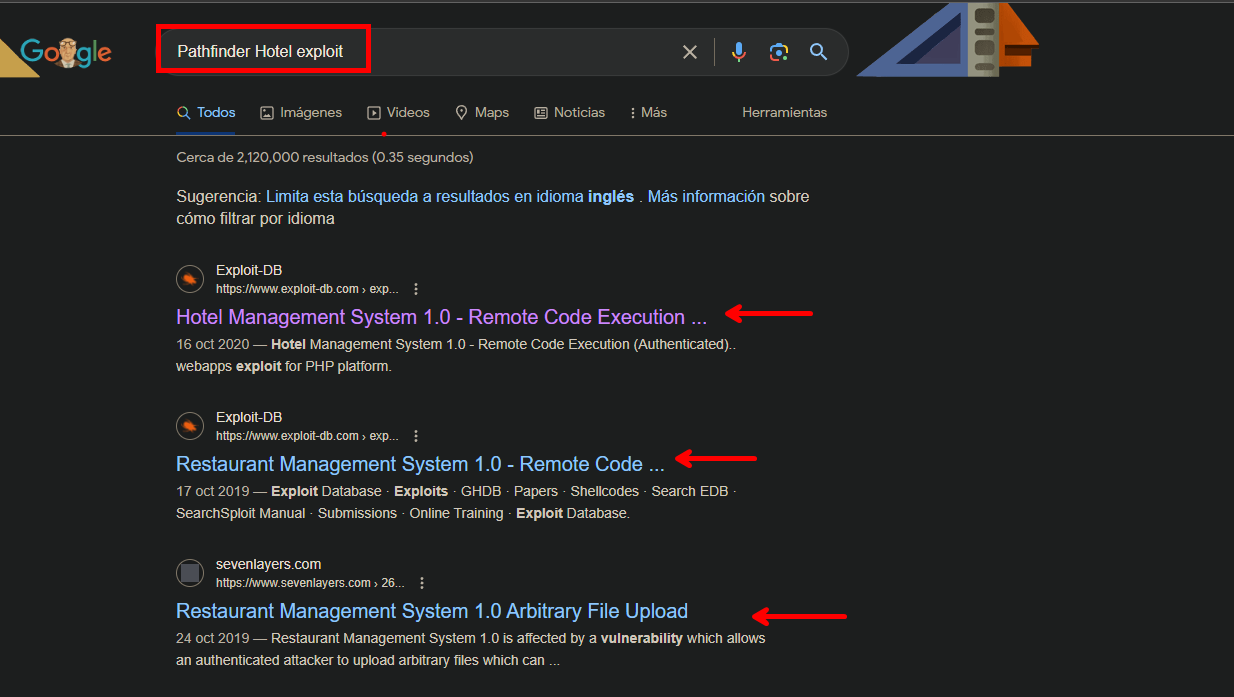 Google
Pathfinder Hotel exploit
Todos Imágenes Videos Maps Noticias Más Herramientas
Cerca de 2,120,000 resultados (0.35 segundos)
Sugerencia: Limita esta búsqueda a resultados en idioma inglés . Más información sobre
cómo filtrar por idioma
Exploit-DB
https://www.exploit-db.com › exp...
Hotel Management System 1.0 - Remote Code Execution ...
16 oct 2020 — Hotel Management System 1.0 - Remote Code Execution (Authenticated)..
webapps exploit for PHP platform.
Exploit-DB
https://www.exploit-db.com › exp...
Restaurant Management System 1.0 - Remote Code ...
17 oct 2019 — Exploit Database · Exploits · GHDB · Papers · Shellcodes · Search EDB ·
SearchSploit Manual · Submissions · Online Training · Exploit Database.
sevenlayers.com
https://www.sevenlayers.com › 26...
Restaurant Management System 1.0 Arbitrary File Upload
24 oct 2019 — Restaurant Management System 1.0 is affected by a vulnerability which allows
an authenticated attacker to upload arbitrary files which can ...